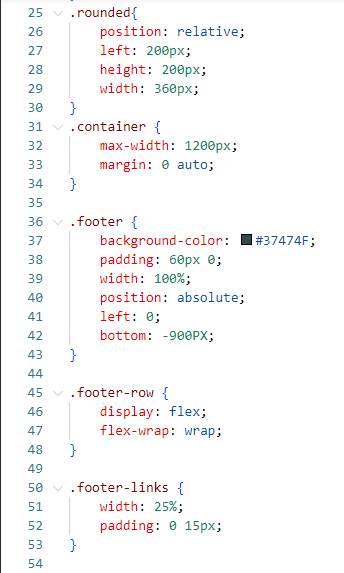 25 .rounded{
26     position: relative;
27     left: 200px;
28     height: 200px;
29     width: 360px;
30 }
31 .container {
32     max-width: 1200px;
33     margin: 0 auto;
34 }
35
36 .footer {
37     background-color: #37474F;
38     padding: 60px 0;
39     width: 100%;
40     position: absolute;
41     left: 0;
42     bottom: -900PX;
43 }
44
45 .footer-row {
46     display: flex;
47     flex-wrap: wrap;
48 }
49
50 .footer-links {
51     width: 25%;
52     padding: 0 15px;
53 }
54